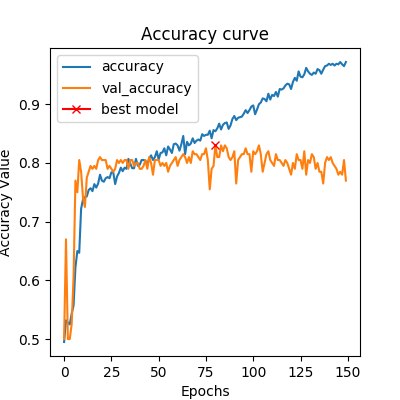 Accuracy curve
accuracy
val_accuracy
best model
0.9
0.8
0.7
0.6
0.5
Accuracy Value
0 25 50 75 100 125 150
Epochs